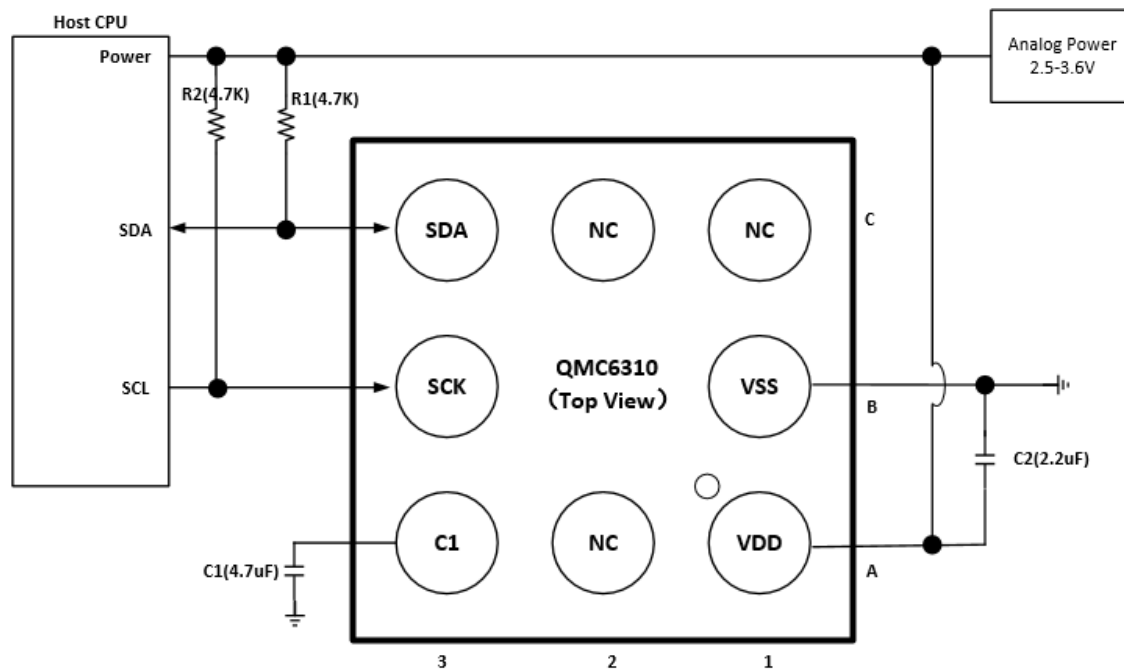 Host CPU
Power
Analog Power
2.5-3.6V
R2(4.7K)
R1(4.7K)
SDA
SDA
NC
NC
C
SCL
SCK
QMC6310
(Top View)
VSS
B
C2(2.2uF)
C1(4.7uF)
C1
NC
VDD
A
3
2
1